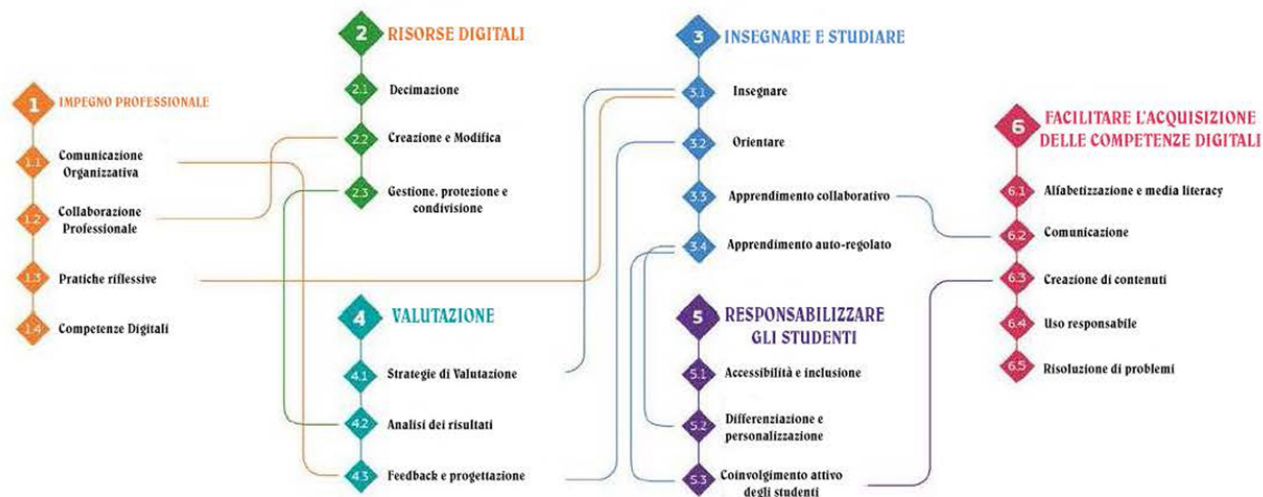 1 IMPEGNO PROFESSIONALE
1.1 Comunicazione
Organizzativa
1.2 Collaborazione
Professionale
1.3 Pratiche riflessive
1.4 Competenze Digitali
2 RISORSE DIGITALI
2.1 Decimazione
2.2 Creazione e Modifica
2.3 Gestione, protezione e
condivisione
3 INSEGNARE E STUDIARE
3.1 Insegnare
3.2 Orientare
3.3 Apprendimento collaborativo
3.4 Apprendimento auto-regolato
4 VALUTAZIONE
4.1 Strategie di Valutazione
4.2 Analisi dei risultati
4.3 Feedback e progettazione
5 RESPONSABILIZZARE
GLI STUDENTI
5.1 Accessibilità e inclusione
5.2 Differenziazione e
personalizzazione
5.3 Coinvolgimento attivo
degli studenti
6 FACILITARE L'ACQUISIZIONE
DELLE COMPETENZE DIGITALI
6.1 Alfabetizzazione e media literacy
6.2 Comunicazione
6.3 Creazione di contenuti
6.4 Uso responsabile
6.5 Risoluzione di problemi